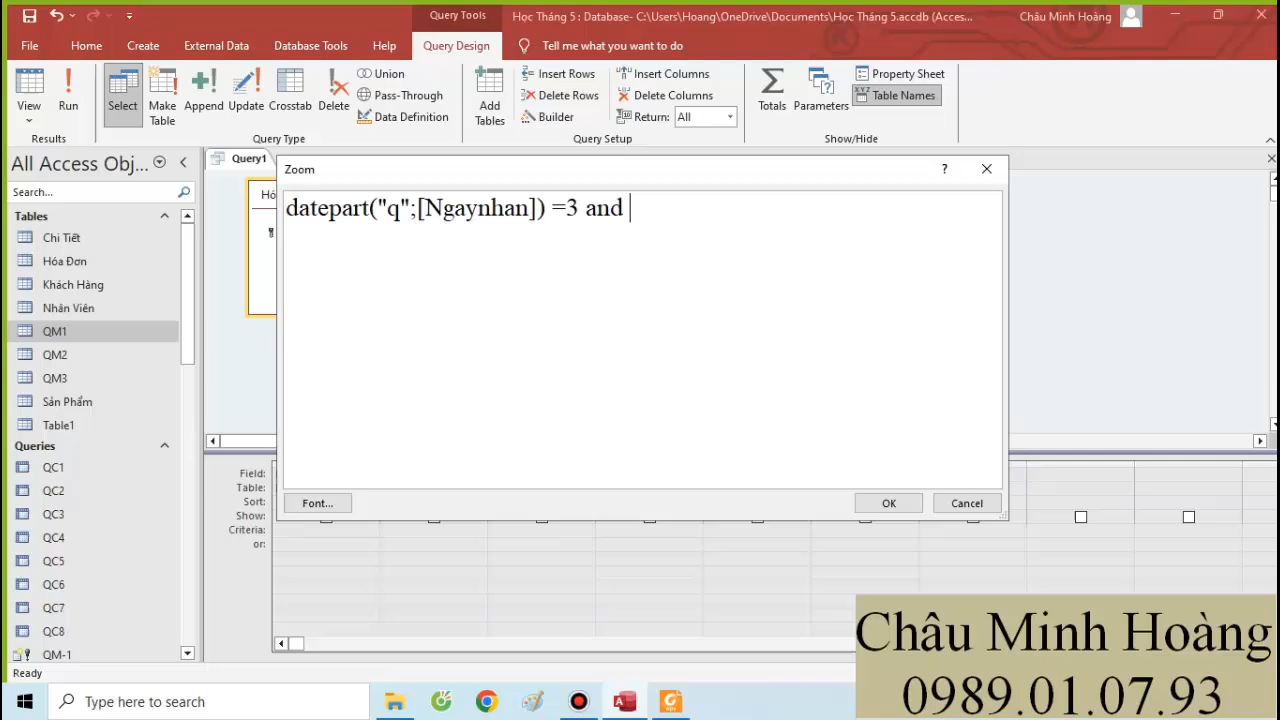 Query Tools
Học Tháng 5 : Database- C:\Users\Hoang\OneDrive\Documents\Học Tháng 5.accdb (Acces...
Châu Minh Hoàng
File Home Create External Data Database Tools Help Query Design Tell me what you want to do
View
Run
Select
Make Table
Append
Update
Crosstab
Delete
Union
Pass-Through
Data Definition
Add Tables
Insert Rows
Delete Rows
Builder
Insert Columns
Delete Columns
Return: All
Totals
Parameters
Property Sheet
Table Names
Results Query Type Query Setup Show/Hide
All Access Obj...
Search...
Tables
Chi Tiết
Hóa Đơn
Khách Hàng
Nhân Viên
QM1
QM2
QM3
Sản Phẩm
Table1
Queries
QC1
QC2
QC3
QC4
QC5
QC6
QC7
QC8
QM-1
Query1
Zoom
datepart("q";[Ngaynhan]) =3 and
Font... OK Cancel
Field:
Table:
Sort:
Show:
Criteria:
or:
Ready
Type here to search
Châu Minh Hoàng
0989.01.07.93